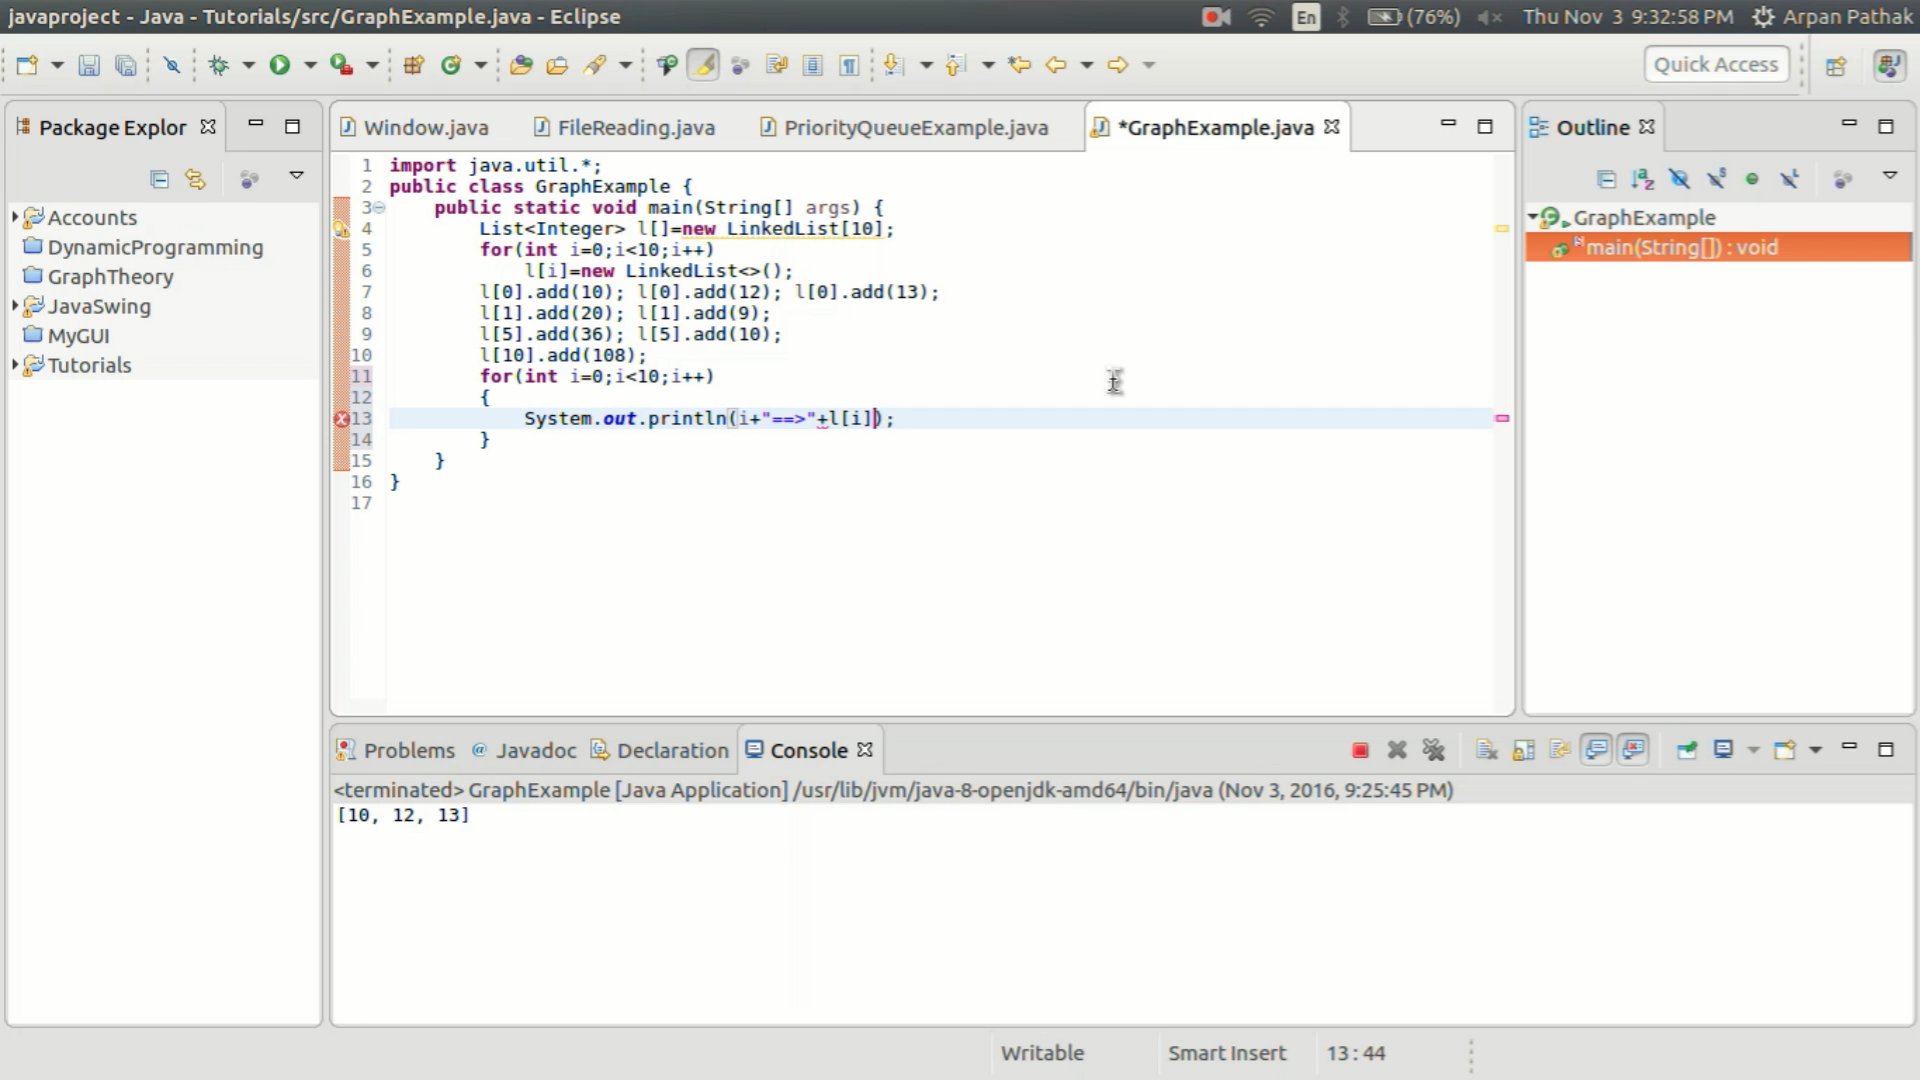 javaproject - Java - Tutorials/src/GraphExample.java - Eclipse
En (76%) Thu Nov 3 9:32:58 PM Arpan Pathak
Quick Access
Package Explor
Accounts
DynamicProgramming
GraphTheory
JavaSwing
MyGUI
Tutorials
Window.java FileReading.java PriorityQueueExample.java *GraphExample.java
1 import java.util.*;
2 public class GraphExample {
3 public static void main(String[] args) {
4 List<Integer> l[]=new LinkedList[10];
5 for(int i=0;i<10;i++)
6 l[i]=new LinkedList<>();
7 l[0].add(10); l[0].add(12); l[0].add(13);
8 l[1].add(20); l[1].add(9);
9 l[5].add(36); l[5].add(10);
10 l[10].add(108);
11 for(int i=0;i<10;i++)
12 {
13 System.out.println(i+"==>"+l[i]);
14 }
15 }
16 }
17
Outline
GraphExample
main(String[]) : void
Problems Javadoc Declaration Console
<terminated> GraphExample [Java Application] /usr/lib/jvm/java-8-openjdk-amd64/bin/java (Nov 3, 2016, 9:25:45 PM)
[10, 12, 13]
Writable Smart Insert 13 : 44